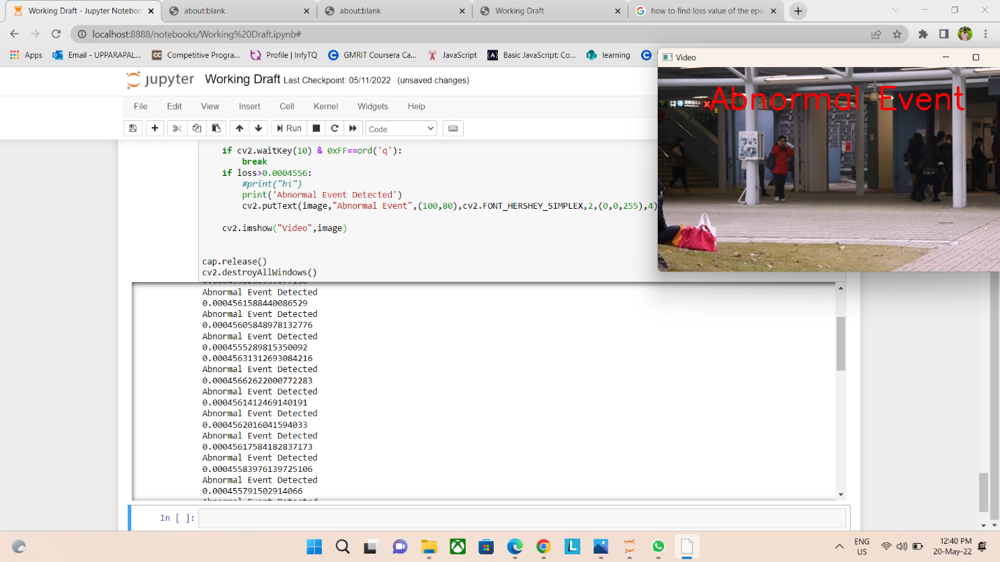 Working Draft - Jupyter Noteboo
about:blank
about:blank
Working Draft
how to find loss value of the epo
localhost:8888/notebooks/Working%20Draft.ipynb#
Apps
Email - UPPARAPAL...
Competitive Progra...
Profile | InfyTQ
GMRIT Coursera Ca...
JavaScript
Basic JavaScript: Co...
learning
Video
Abnormal Event
jupyter Working Draft Last Checkpoint: 05/11/2022 (unsaved changes)
File Edit View Insert Cell Kernel Widgets Help
Run Code
if cv2.waitKey(10) & 0xFF==ord('q'):
break
if loss>0.0004556:
#print("hi")
print('Abnormal Event Detected')
cv2.putText(image,"Abnormal Event",(100,80),cv2.FONT_HERSHEY_SIMPLEX,2,(0,0,255),4)
cv2.imshow("Video",image)
cap.release()
cv2.destroyAllWindows()
Abnormal Event Detected
0.0004561588440086529
Abnormal Event Detected
0.00045605848978132776
Abnormal Event Detected
0.0004555289815350092
0.00045631312693084216
Abnormal Event Detected
0.00045662622000772283
Abnormal Event Detected
0.0004561412469140191
Abnormal Event Detected
0.0004562016041594033
Abnormal Event Detected
0.00045617584182837173
Abnormal Event Detected
0.00045583976139725106
Abnormal Event Detected
0.000455791502914066
Abnormal Event Detected
In [ ]:
ENG
US
12:40 PM
20-May-22